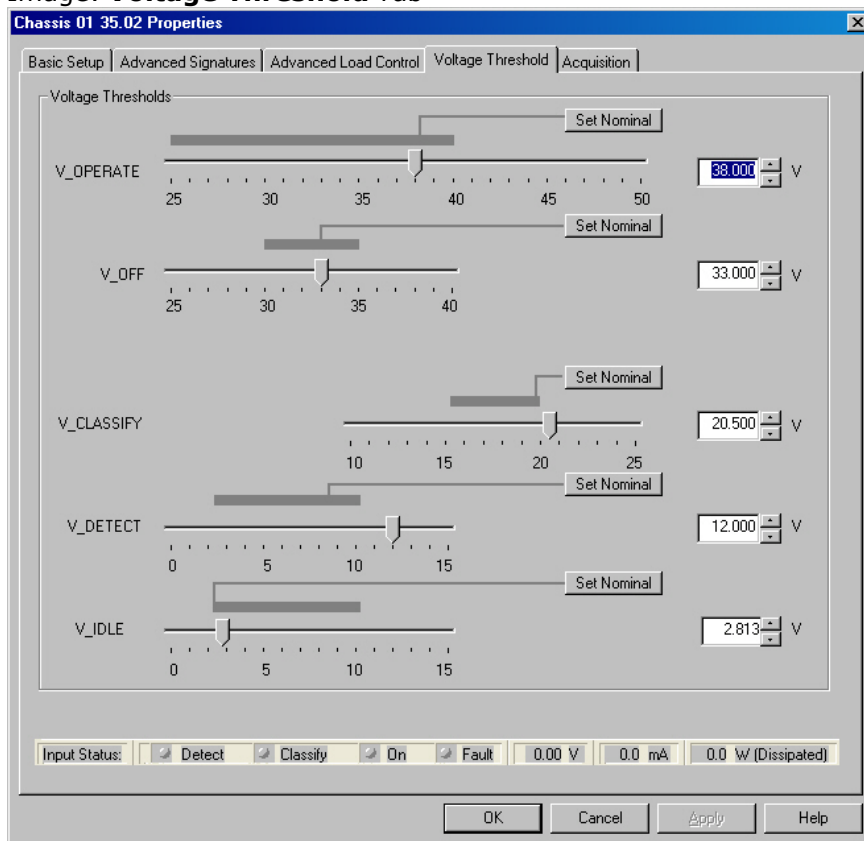 Image: Voltage Threshold Tab
Chassis 01 35.02 Properties
Basic Setup Advanced Signatures Advanced Load Control Voltage Threshold Acquisition
Voltage Thresholds
Set Nominal
V_OPERATE 38.000 V
25 30 35 40 45 50
Set Nominal
V_OFF 33.000 V
25 30 35 40
Set Nominal
V_CLASSIFY 20.500 V
10 15 20 25
Set Nominal
V_DETECT 12.000 V
0 5 10 15
Set Nominal
V_IDLE 2.813 V
0 5 10 15
Input Status: Detect Classify On Fault 0.00 V 0.0 mA 0.0 W (Dissipated)
OK Cancel Apply Help